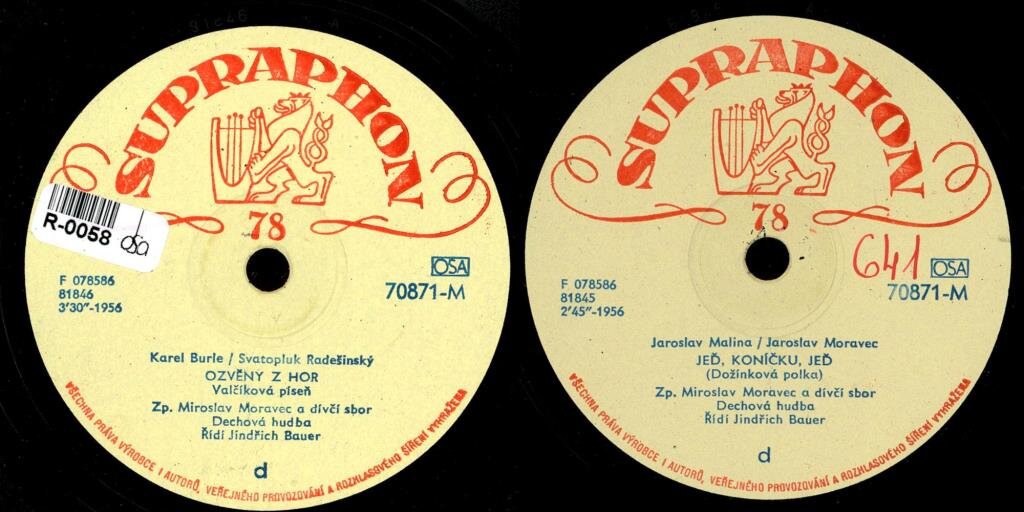 SUPRAPHON
78
R-0058
osa
F 078586
81846
3'30"-1956
OSA
70871-M
Karel Burle / Svatopluk Radešinský
OZVĚNY Z HOR
Valčíková píseň
Zp. Miroslav Moravec a dívčí sbor
Dechová hudba
Řídí Jindřich Bauer
d
VŠECHNA PRÁVA VÝROBCE I AUTORŮ, VEŘEJNÉHO PROVOZOVÁNÍ A ROZHLASOVÉHO ŠÍŘENÍ VYHRAŽENA
SUPRAPHON
78
641
F 078586
81845
2'45"-1956
OSA
70871-M
Jaroslav Malina / Jaroslav Moravec
JEĎ, KONÍČKU, JEĎ
(Dožínková polka)
Zp. Miroslav Moravec a dívčí sbor
Dechová hudba
Řídí Jindřich Bauer
d
VŠECHNA PRÁVA VÝROBCE I AUTORŮ, VEŘEJNÉHO PROVOZOVÁNÍ A ROZHLASOVÉHO ŠÍŘENÍ VYHRAŽENA